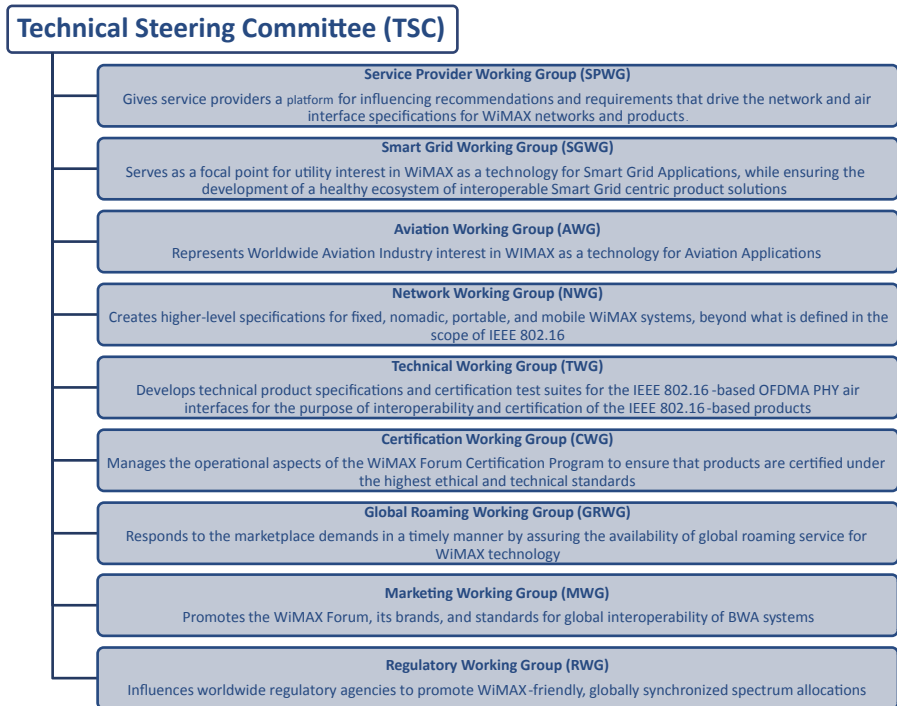 Technical Steering Committee (TSC)
Service Provider Working Group (SPWG)
Gives service providers a platform for influencing recommendations and requirements that drive the network and air
interface specifications for WiMAX networks and products.
Smart Grid Working Group (SGWG)
Serves as a focal point for utility interest in WiMAX as a technology for Smart Grid Applications, while ensuring the
development of a healthy ecosystem of interoperable Smart Grid centric product solutions
Aviation Working Group (AWG)
Represents Worldwide Aviation Industry interest in WIMAX as a technology for Aviation Applications
Network Working Group (NWG)
Creates higher-level specifications for fixed, nomadic, portable, and mobile WiMAX systems, beyond what is defined in the
scope of IEEE 802.16
Technical Working Group (TWG)
Develops technical product specifications and certification test suites for the IEEE 802.16-based OFDMA PHY air
interfaces for the purpose of interoperability and certification of the IEEE 802.16-based products
Certification Working Group (CWG)
Manages the operational aspects of the WiMAX Forum Certification Program to ensure that products are certified under
the highest ethical and technical standards
Global Roaming Working Group (GRWG)
Responds to the marketplace demands in a timely manner by assuring the availability of global roaming service for
WiMAX technology
Marketing Working Group (MWG)
Promotes the WiMAX Forum, its brands, and standards for global interoperability of BWA systems
Regulatory Working Group (RWG)
Influences worldwide regulatory agencies to promote WiMAX-friendly, globally synchronized spectrum allocations